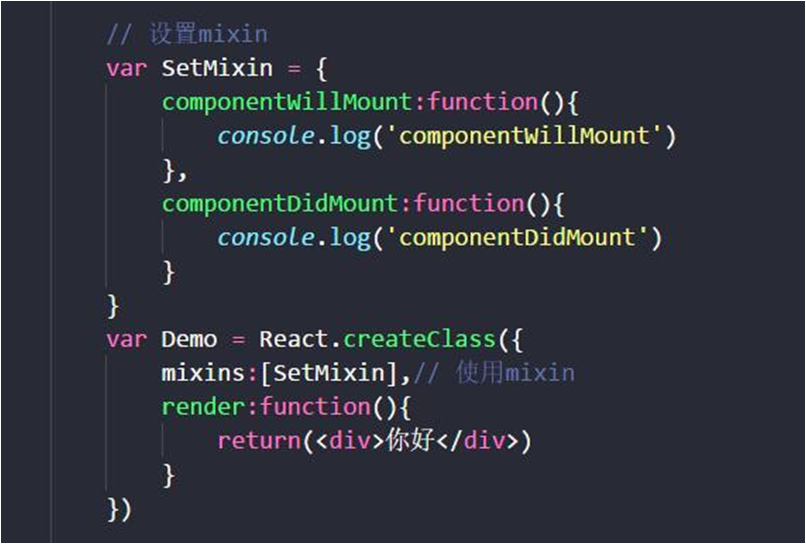 // 设置mixin
var SetMixin = {
    componentWillMount:function(){
        console.log('componentWillMount')
    },
    componentDidMount:function(){
        console.log('componentDidMount')
    }
}
var Demo = React.createClass({
    mixins:[SetMixin],// 使用mixin
    render:function(){
        return(<div>你好</div>)
    }
})